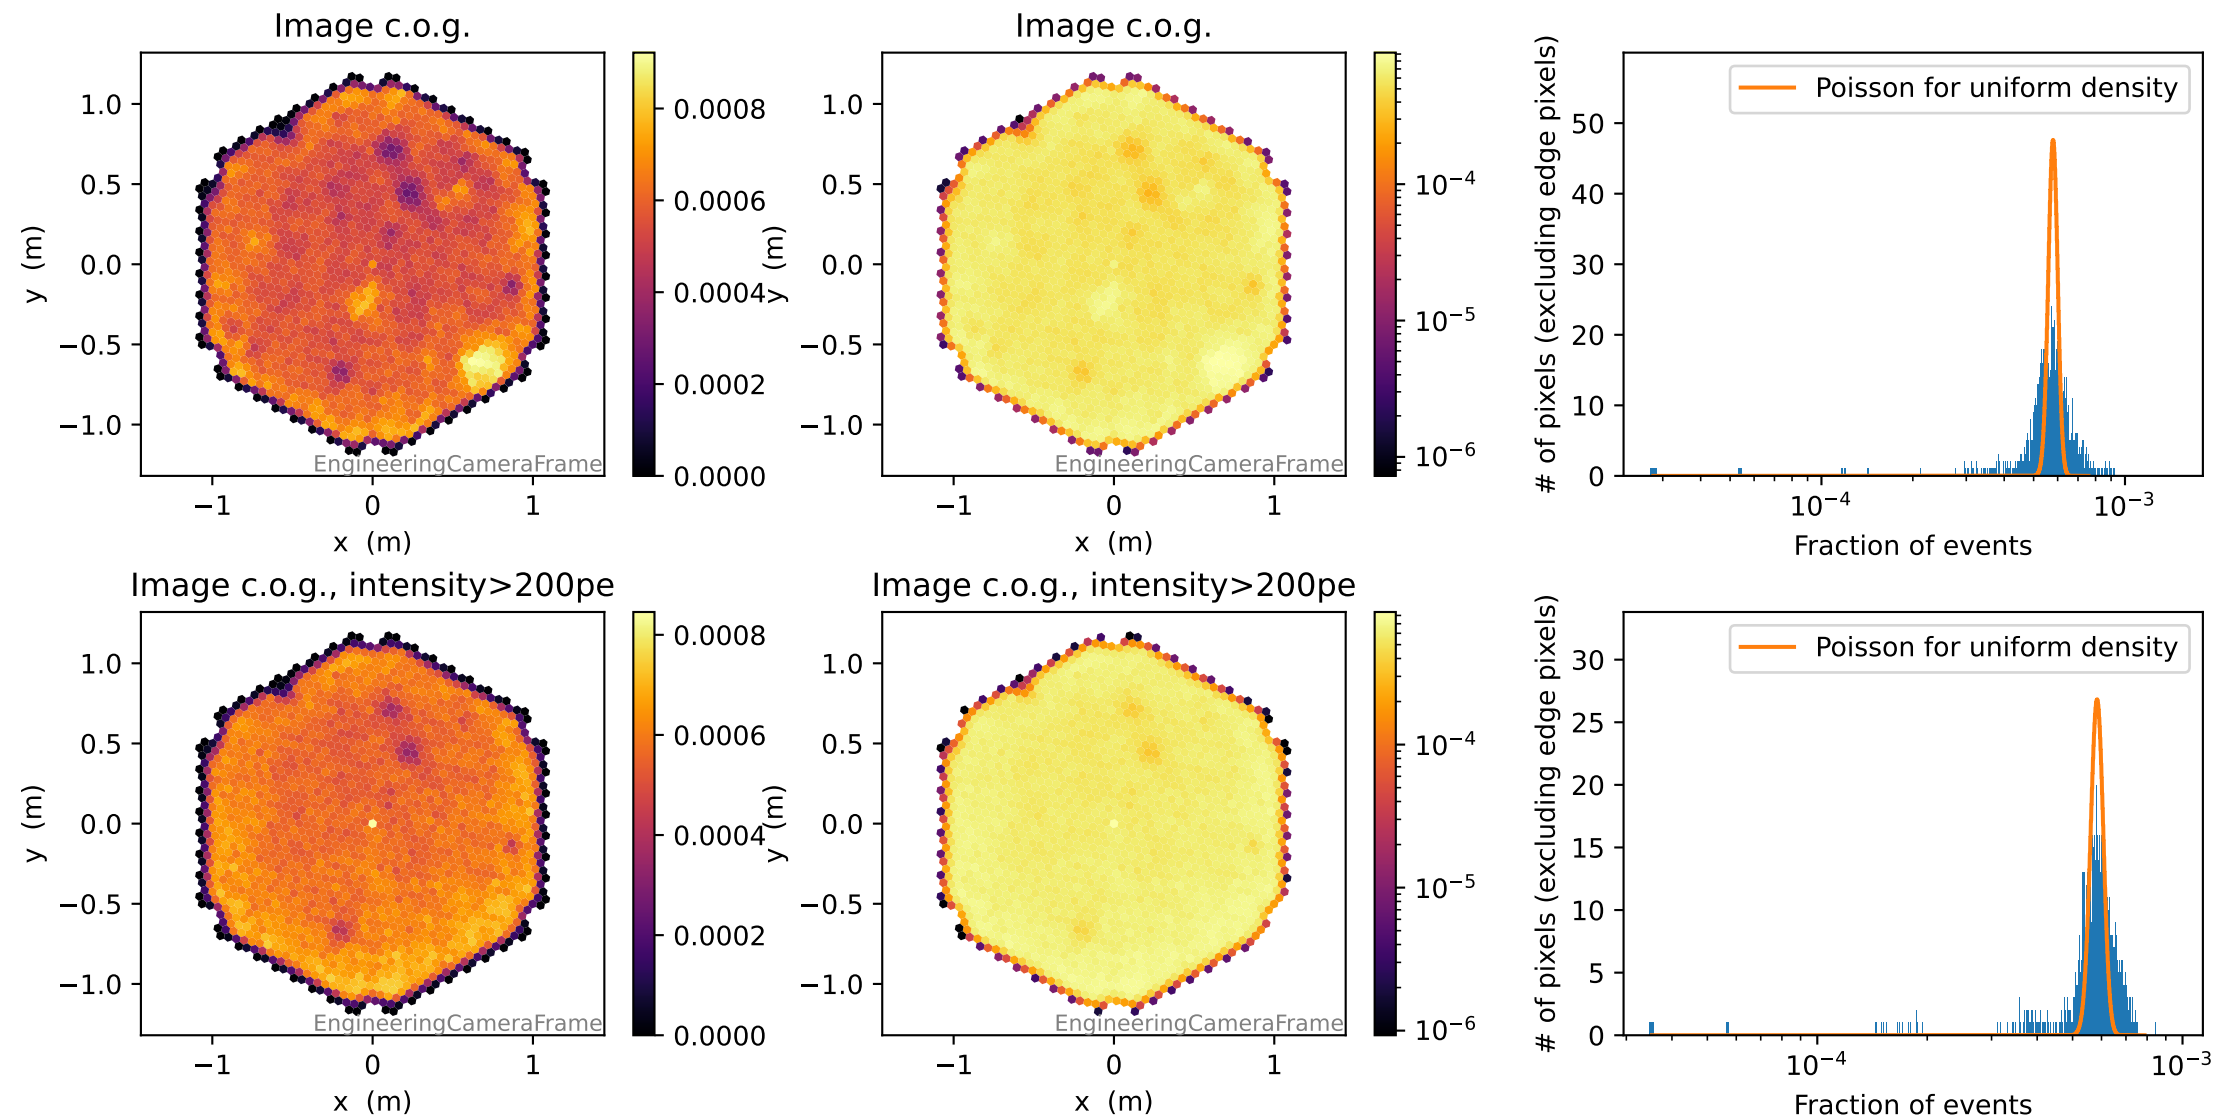 Image c.o.g.
y (m)
1.0
0.5
0.0
−0.5
−1.0
−1 0 1
x (m)
EngineeringCameraFrame
0.0008
0.0006
0.0004
0.0002
0.0000
Image c.o.g.
y (m)
1.0
0.5
0.0
−0.5
−1.0
−1 0 1
x (m)
EngineeringCameraFrame
10⁻⁴
10⁻⁵
10⁻⁶
# of pixels (excluding edge pixels)
50
40
30
20
10
0
Poisson for uniform density
10⁻⁴ 10⁻³
Fraction of events
Image c.o.g., intensity>200pe
y (m)
1.0
0.5
0.0
−0.5
−1.0
−1 0 1
x (m)
EngineeringCameraFrame
0.0008
0.0006
0.0004
0.0002
0.0000
Image c.o.g., intensity>200pe
y (m)
1.0
0.5
0.0
−0.5
−1.0
−1 0 1
x (m)
EngineeringCameraFrame
10⁻⁴
10⁻⁵
10⁻⁶
# of pixels (excluding edge pixels)
30
25
20
15
10
5
0
Poisson for uniform density
10⁻⁴ 10⁻³
Fraction of events